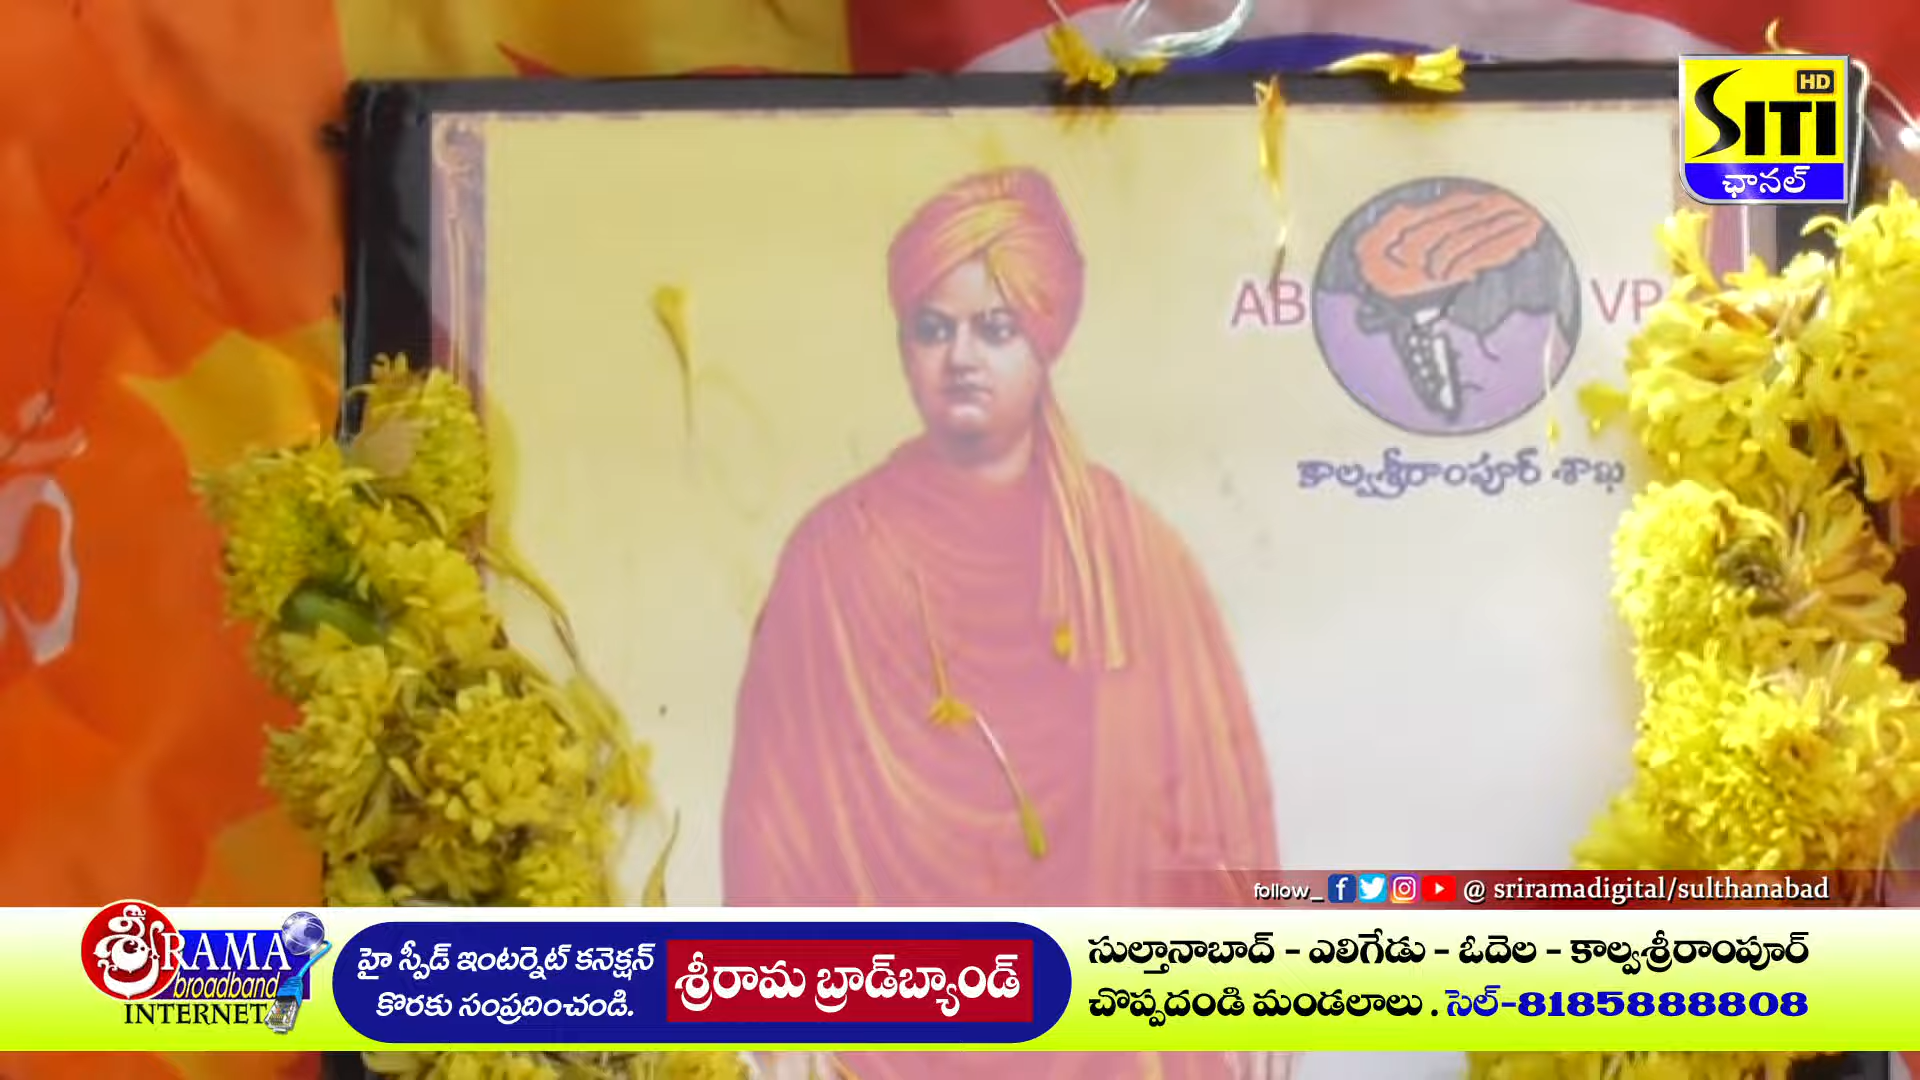 SITI HD
ఛానల్
AB VP
కాల్వశ్రీరాంపూర్ శాఖ
follow_ @ sriramadigital/sulthanabad
శ్రీRAMA
broadband
INTERNET
హై స్పీడ్ ఇంటర్నెట్ కనెక్షన్
కొరకు సంప్రదించండి.
శ్రీరామ బ్రాడ్‌బ్యాండ్
సుల్తానాబాద్ - ఎలిగేడు - ఓదెల - కాల్వశ్రీరాంపూర్
చొప్పదండి మండలాలు . సెల్-8185888808